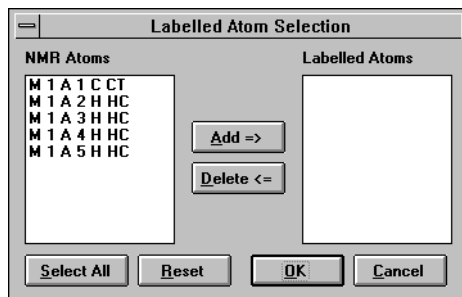 Labelled Atom Selection
NMR Atoms
Labelled Atoms
M 1 A 1 C CT
M 1 A 2 H HC
M 1 A 3 H HC
M 1 A 4 H HC
M 1 A 5 H HC
Add =>
Delete <=
Select All
Reset
OK
Cancel